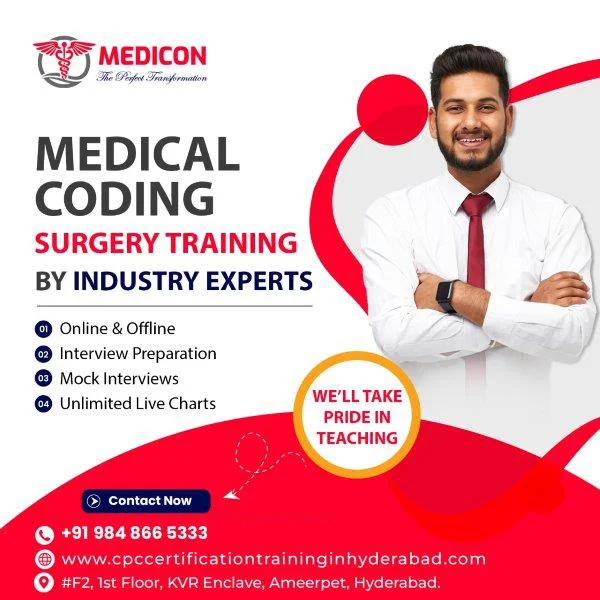 MEDICON
The Perfect Transformation
MEDICAL
CODING
SURGERY TRAINING
BY INDUSTRY EXPERTS
01 Online & Offline
02 Interview Preparation
03 Mock Interviews
04 Unlimited Live Charts
WE'LL TAKE
PRIDE IN
TEACHING
Contact Now
+91 984 866 5333
www.cpccertificationtraininginhyderabad.com
#F2, 1st Floor, KVR Enclave, Ameerpet, Hyderabad.